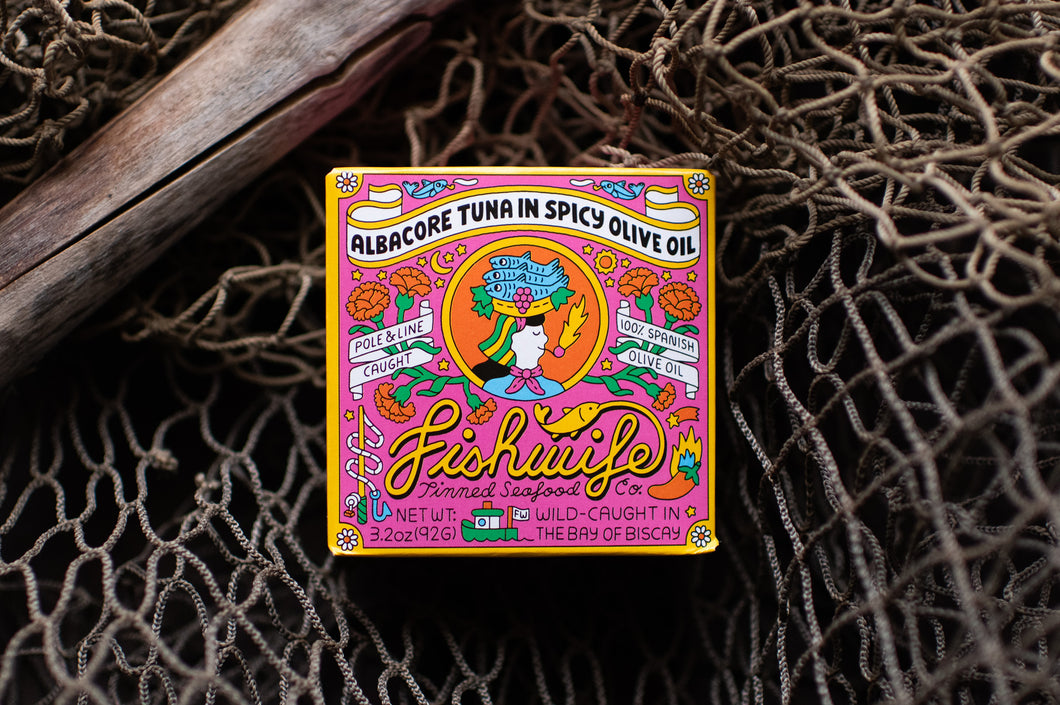 ALBACORE TUNA IN SPICY OLIVE OIL
POLE & LINE
CAUGHT
100% SPANISH
OLIVE OIL
Fishwife
Tinned Seafood Co.
NET WT:
3.2oz (92G)
FW
WILD-CAUGHT IN
THE BAY OF BISCAY